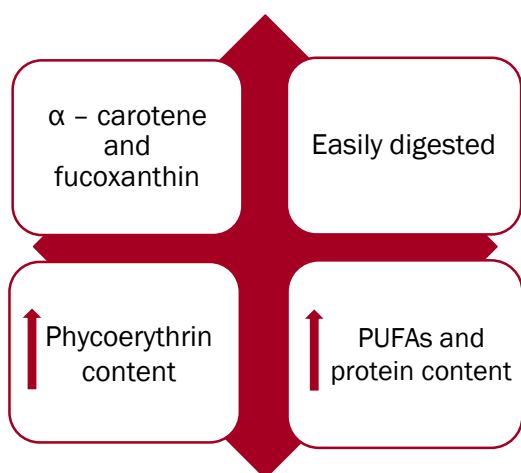 α – carotene
and
fucoxanthin
Easily digested
Phycoerythrin
content
PUFAs and
protein content